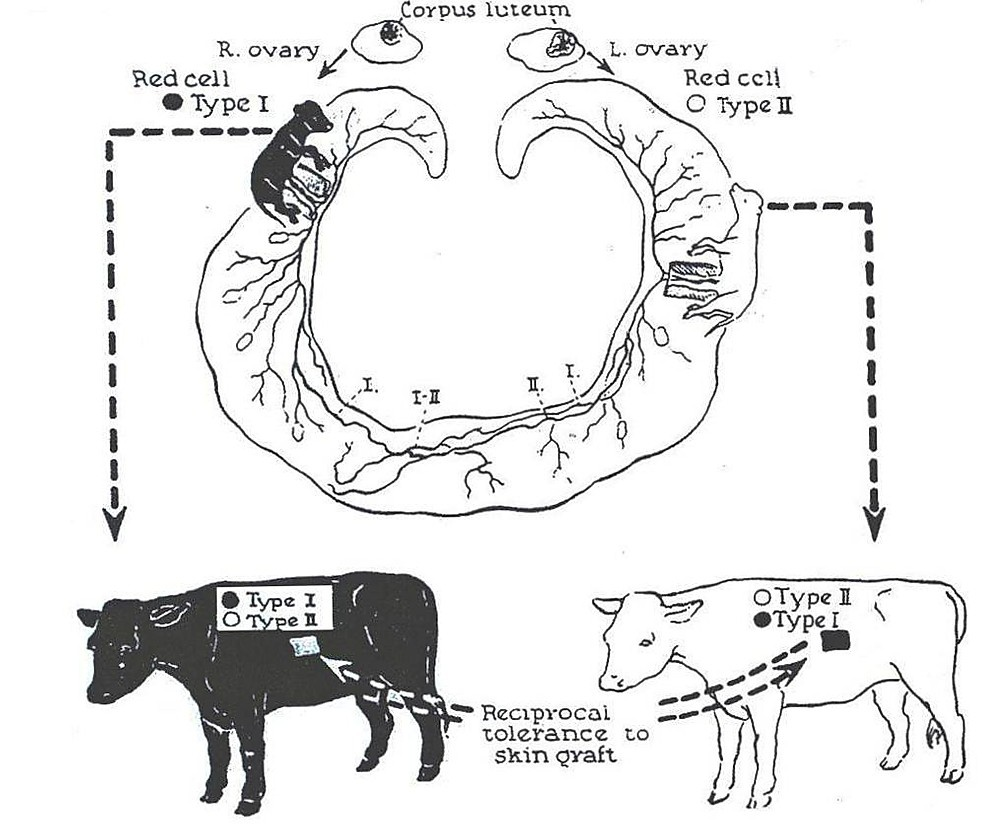 Corpus luteum
R. ovary
L. ovary
Red cell
Type I
Red cell
Type II
I.
I-II
II.
I.
Type I
Type II
Type II
Type I
Reciprocal
tolerance to
skin graft